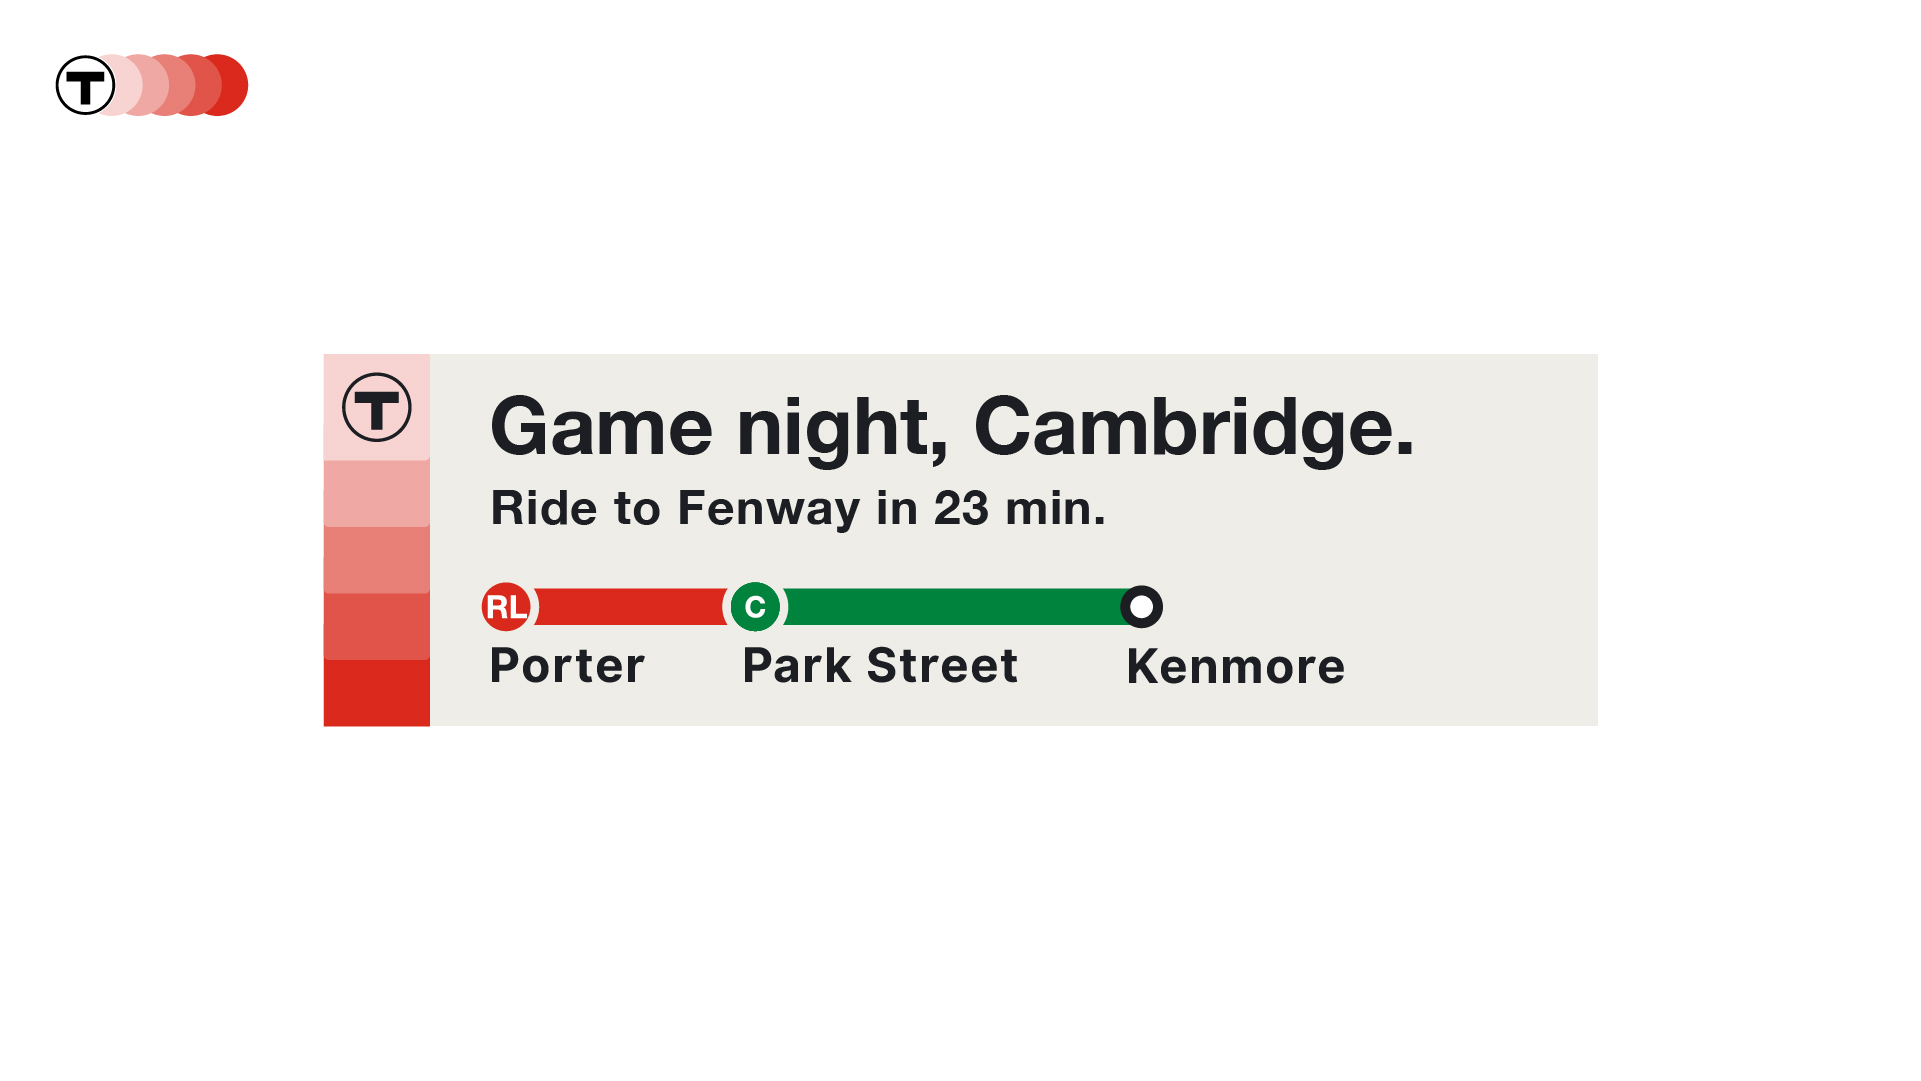 T
T
Game night, Cambridge.
Ride to Fenway in 23 min.
RL C
Porter Park Street Kenmore